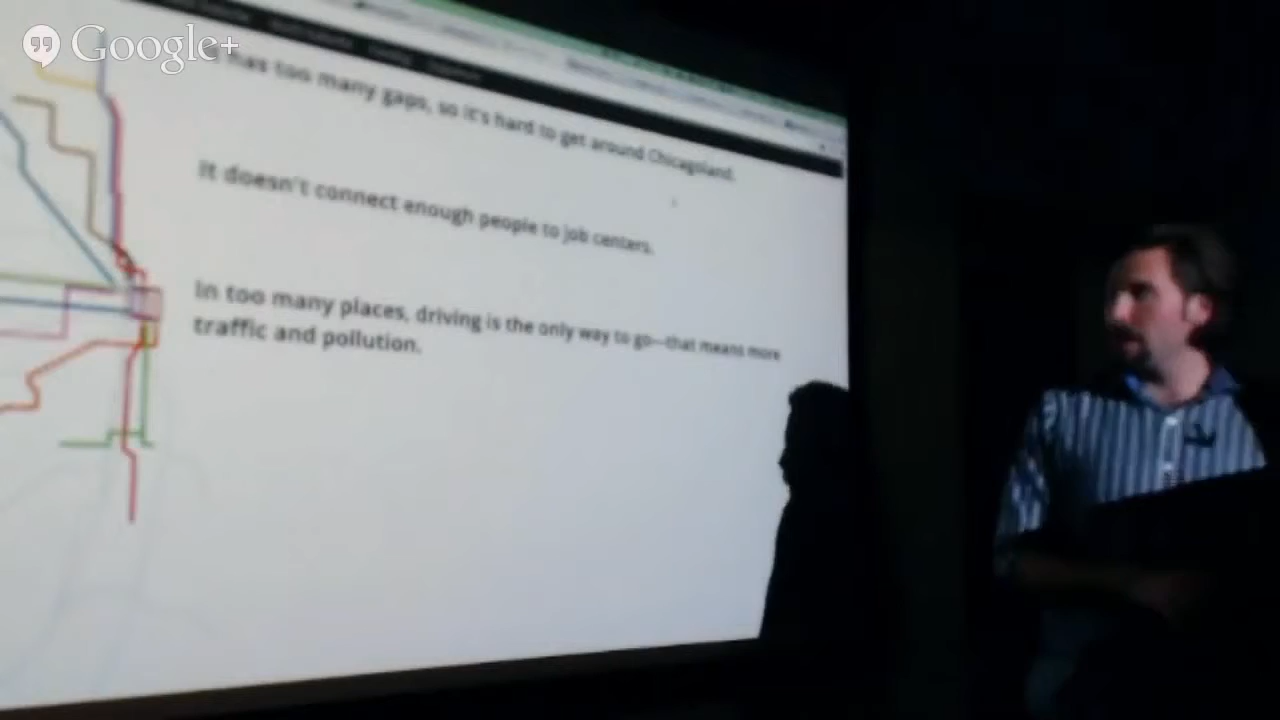 Google+
has too many gaps, so it's hard to get around Chicagoland.
It doesn't connect enough people to job centers.
In too many places, driving is the only way to go—that means more
traffic and pollution.